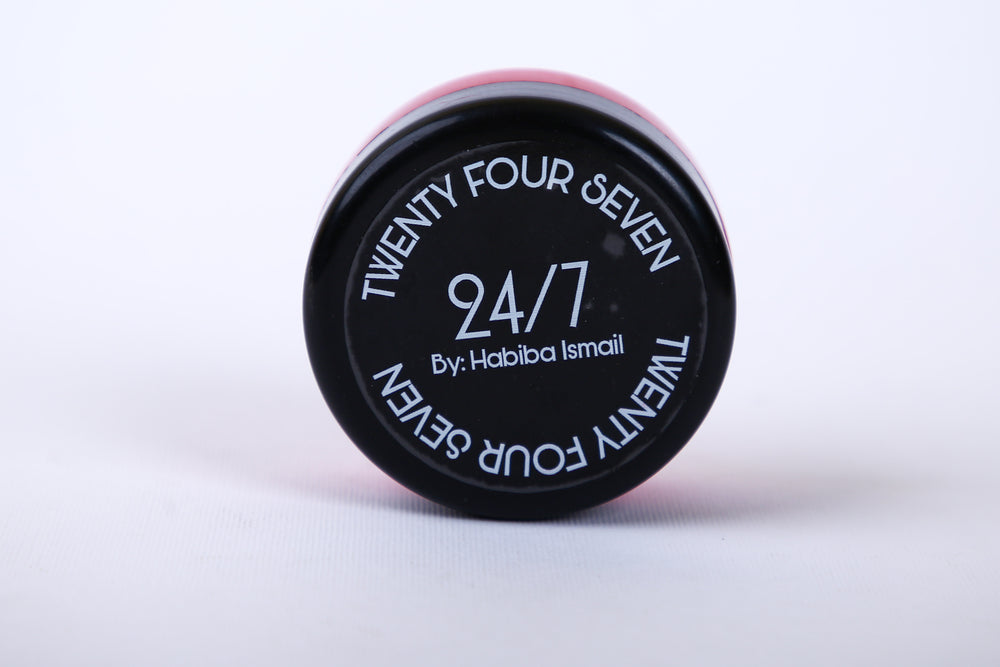 TWENTY FOUR SEVEN
24/7
By: Habiba Ismail
TWENTY FOUR SEVEN